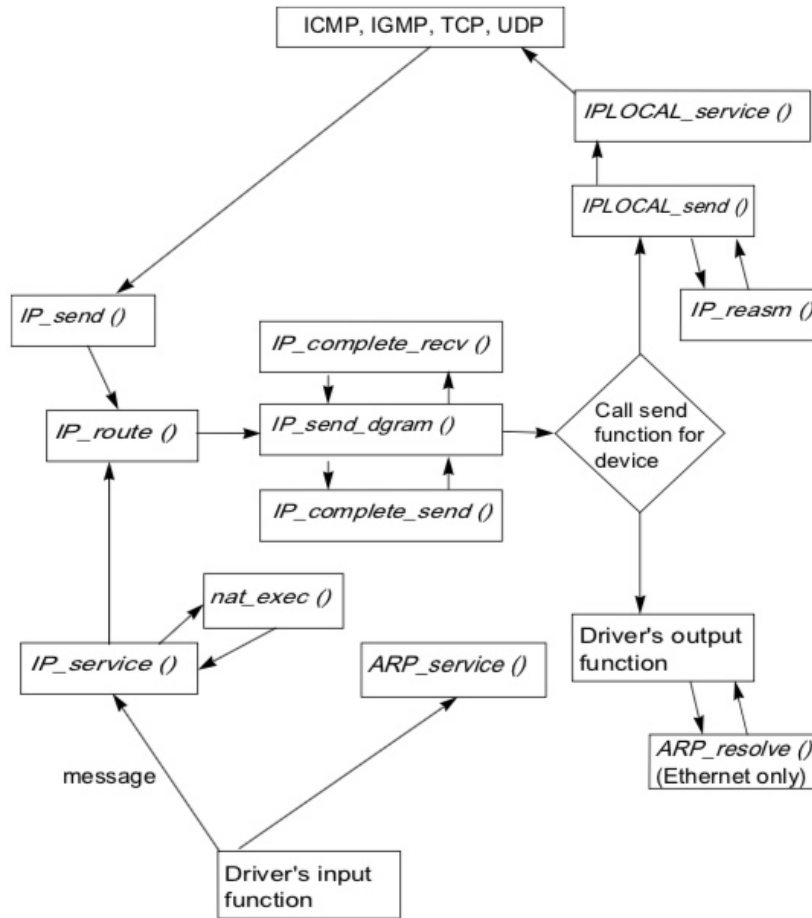 ICMP, IGMP, TCP, UDP
IPLOCAL_service ()
IPLOCAL_send ()
IP_send ()
IP_reasm ()
IP_complete_recv ()
IP_route ()
IP_send_dgram ()
Call send
function for
device
IP_complete_send ()
nat_exec ()
IP_service ()
ARP_service ()
Driver's output
function
ARP_resolve ()
(Ethernet only)
message
Driver's input
function